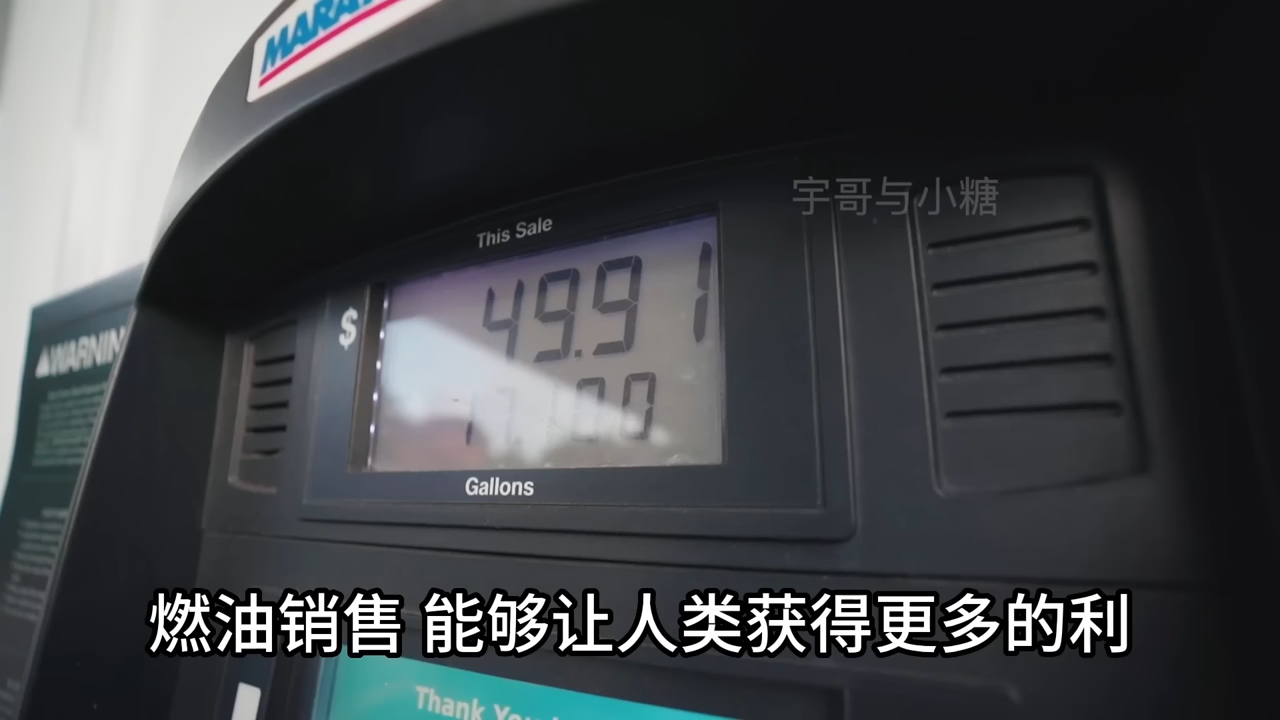 MARAT
宇哥与小糖
This Sale
$
49.91
WARNIN
Gallons
燃油销售 能够让人类获得更多的利
Thank You